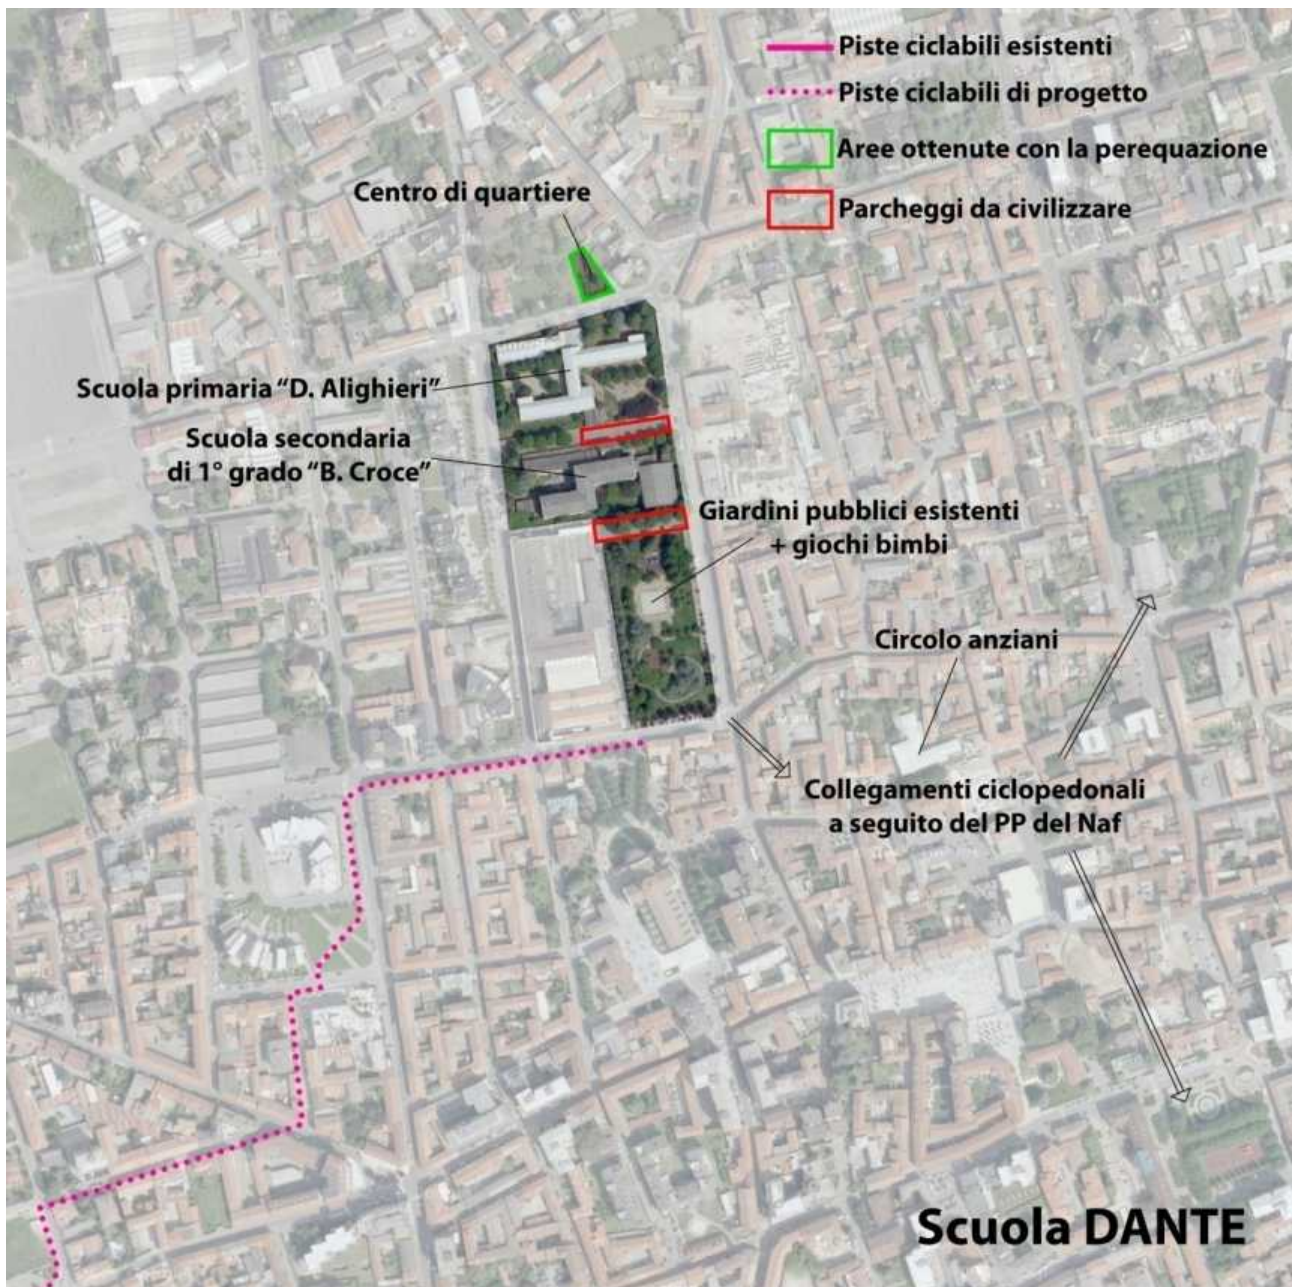 Piste ciclabili esistenti
Piste ciclabili di progetto
Aree ottenute con la perequazione
Parcheggi da civilizzare
Centro di quartiere
Scuola primaria “D. Alighieri”
Scuola secondaria
di 1° grado “B. Croce”
Giardini pubblici esistenti
+ giochi bimbi
Circolo anziani
Collegamenti ciclopedonali
a seguito del PP del Naf
Scuola DANTE